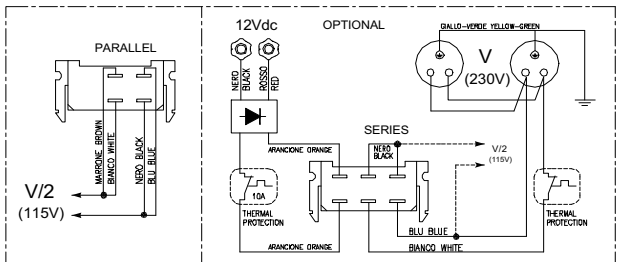 PARALLEL
MARRONE BROWN
BIANCO WHITE
NERO BLACK
BLU BLUE
V/2
(115V)
12Vdc
OPTIONAL
GIALLO-VERDE YELLOW-GREEN
NERO
BLACK
ROSSO
RED
V
(230V)
SERIES
ARANCIONE ORANGE
NERO
BLACK
V/2
(115V)
10A
THERMAL
PROTECTION
THERMAL
PROTECTION
BLU BLUE
ARANCIONE ORANGE
BIANCO WHITE